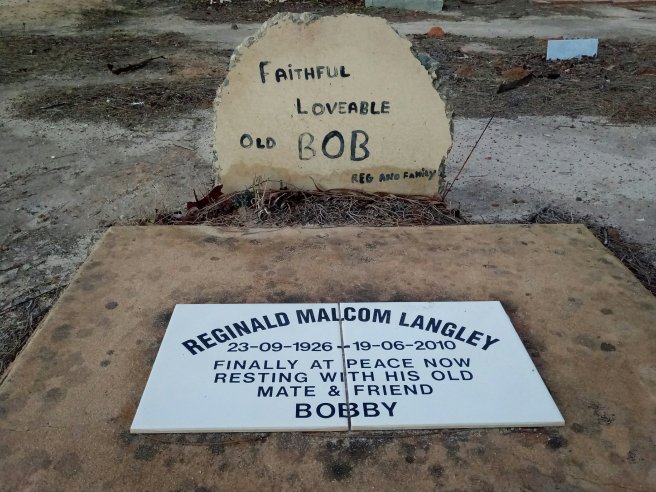 FAiTHFUL
LOVEABLE
OLD BOB
REG AND FAMiLY
REGINALD MALCOM LANGLEY
23-09-1926 - 19-06-2010
FINALLY AT PEACE NOW
RESTING WITH HIS OLD
MATE & FRIEND
BOBBY